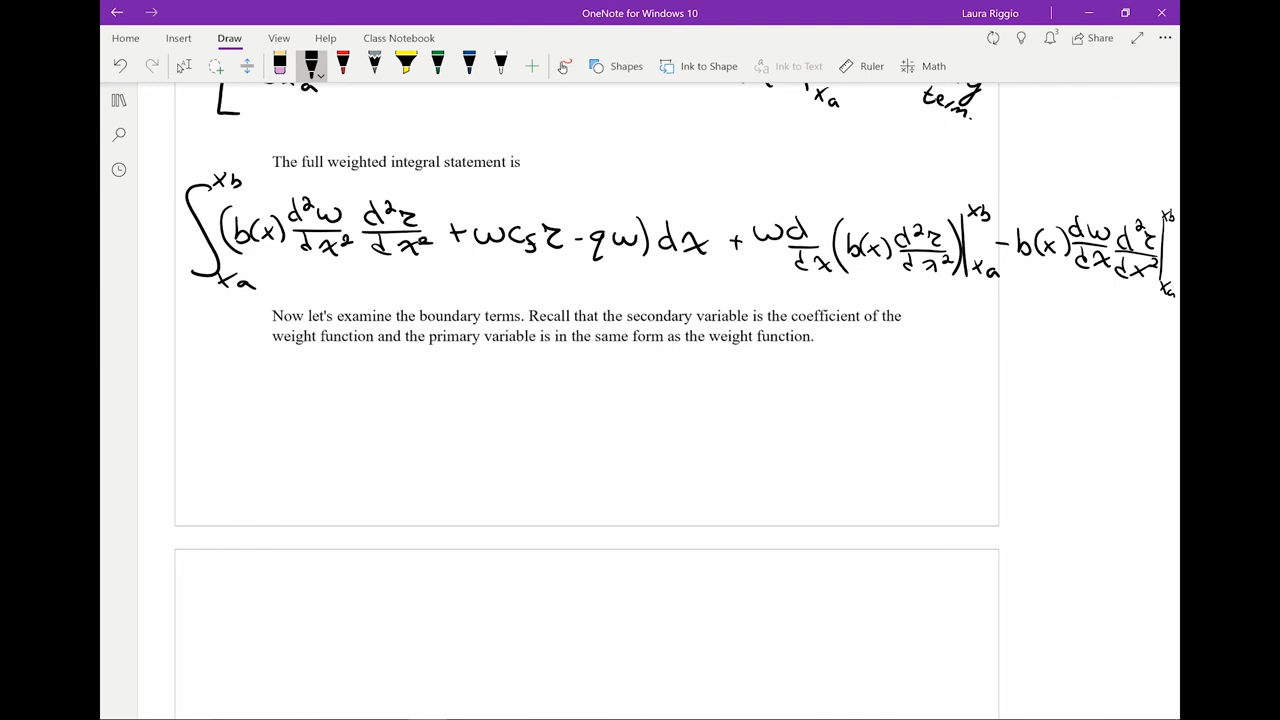 OneNote for Windows 10
Laura Riggio
Home Insert Draw View Help Class Notebook
Share
Shapes Ink to Shape Ink to Text Ruler Math
xa
term.
The full weighted integral statement is
∫_{xa}^{xb} (b(x) d²w/dx² d²z/dx² + wc_s z - qw) dx + w d/dx (b(x) d²z/dx²)|_{xa}^{xb} - b(x) dw/dx d²z/dx²|_{xa}^{xb}
Now let's examine the boundary terms. Recall that the secondary variable is the coefficient of the
weight function and the primary variable is in the same form as the weight function.